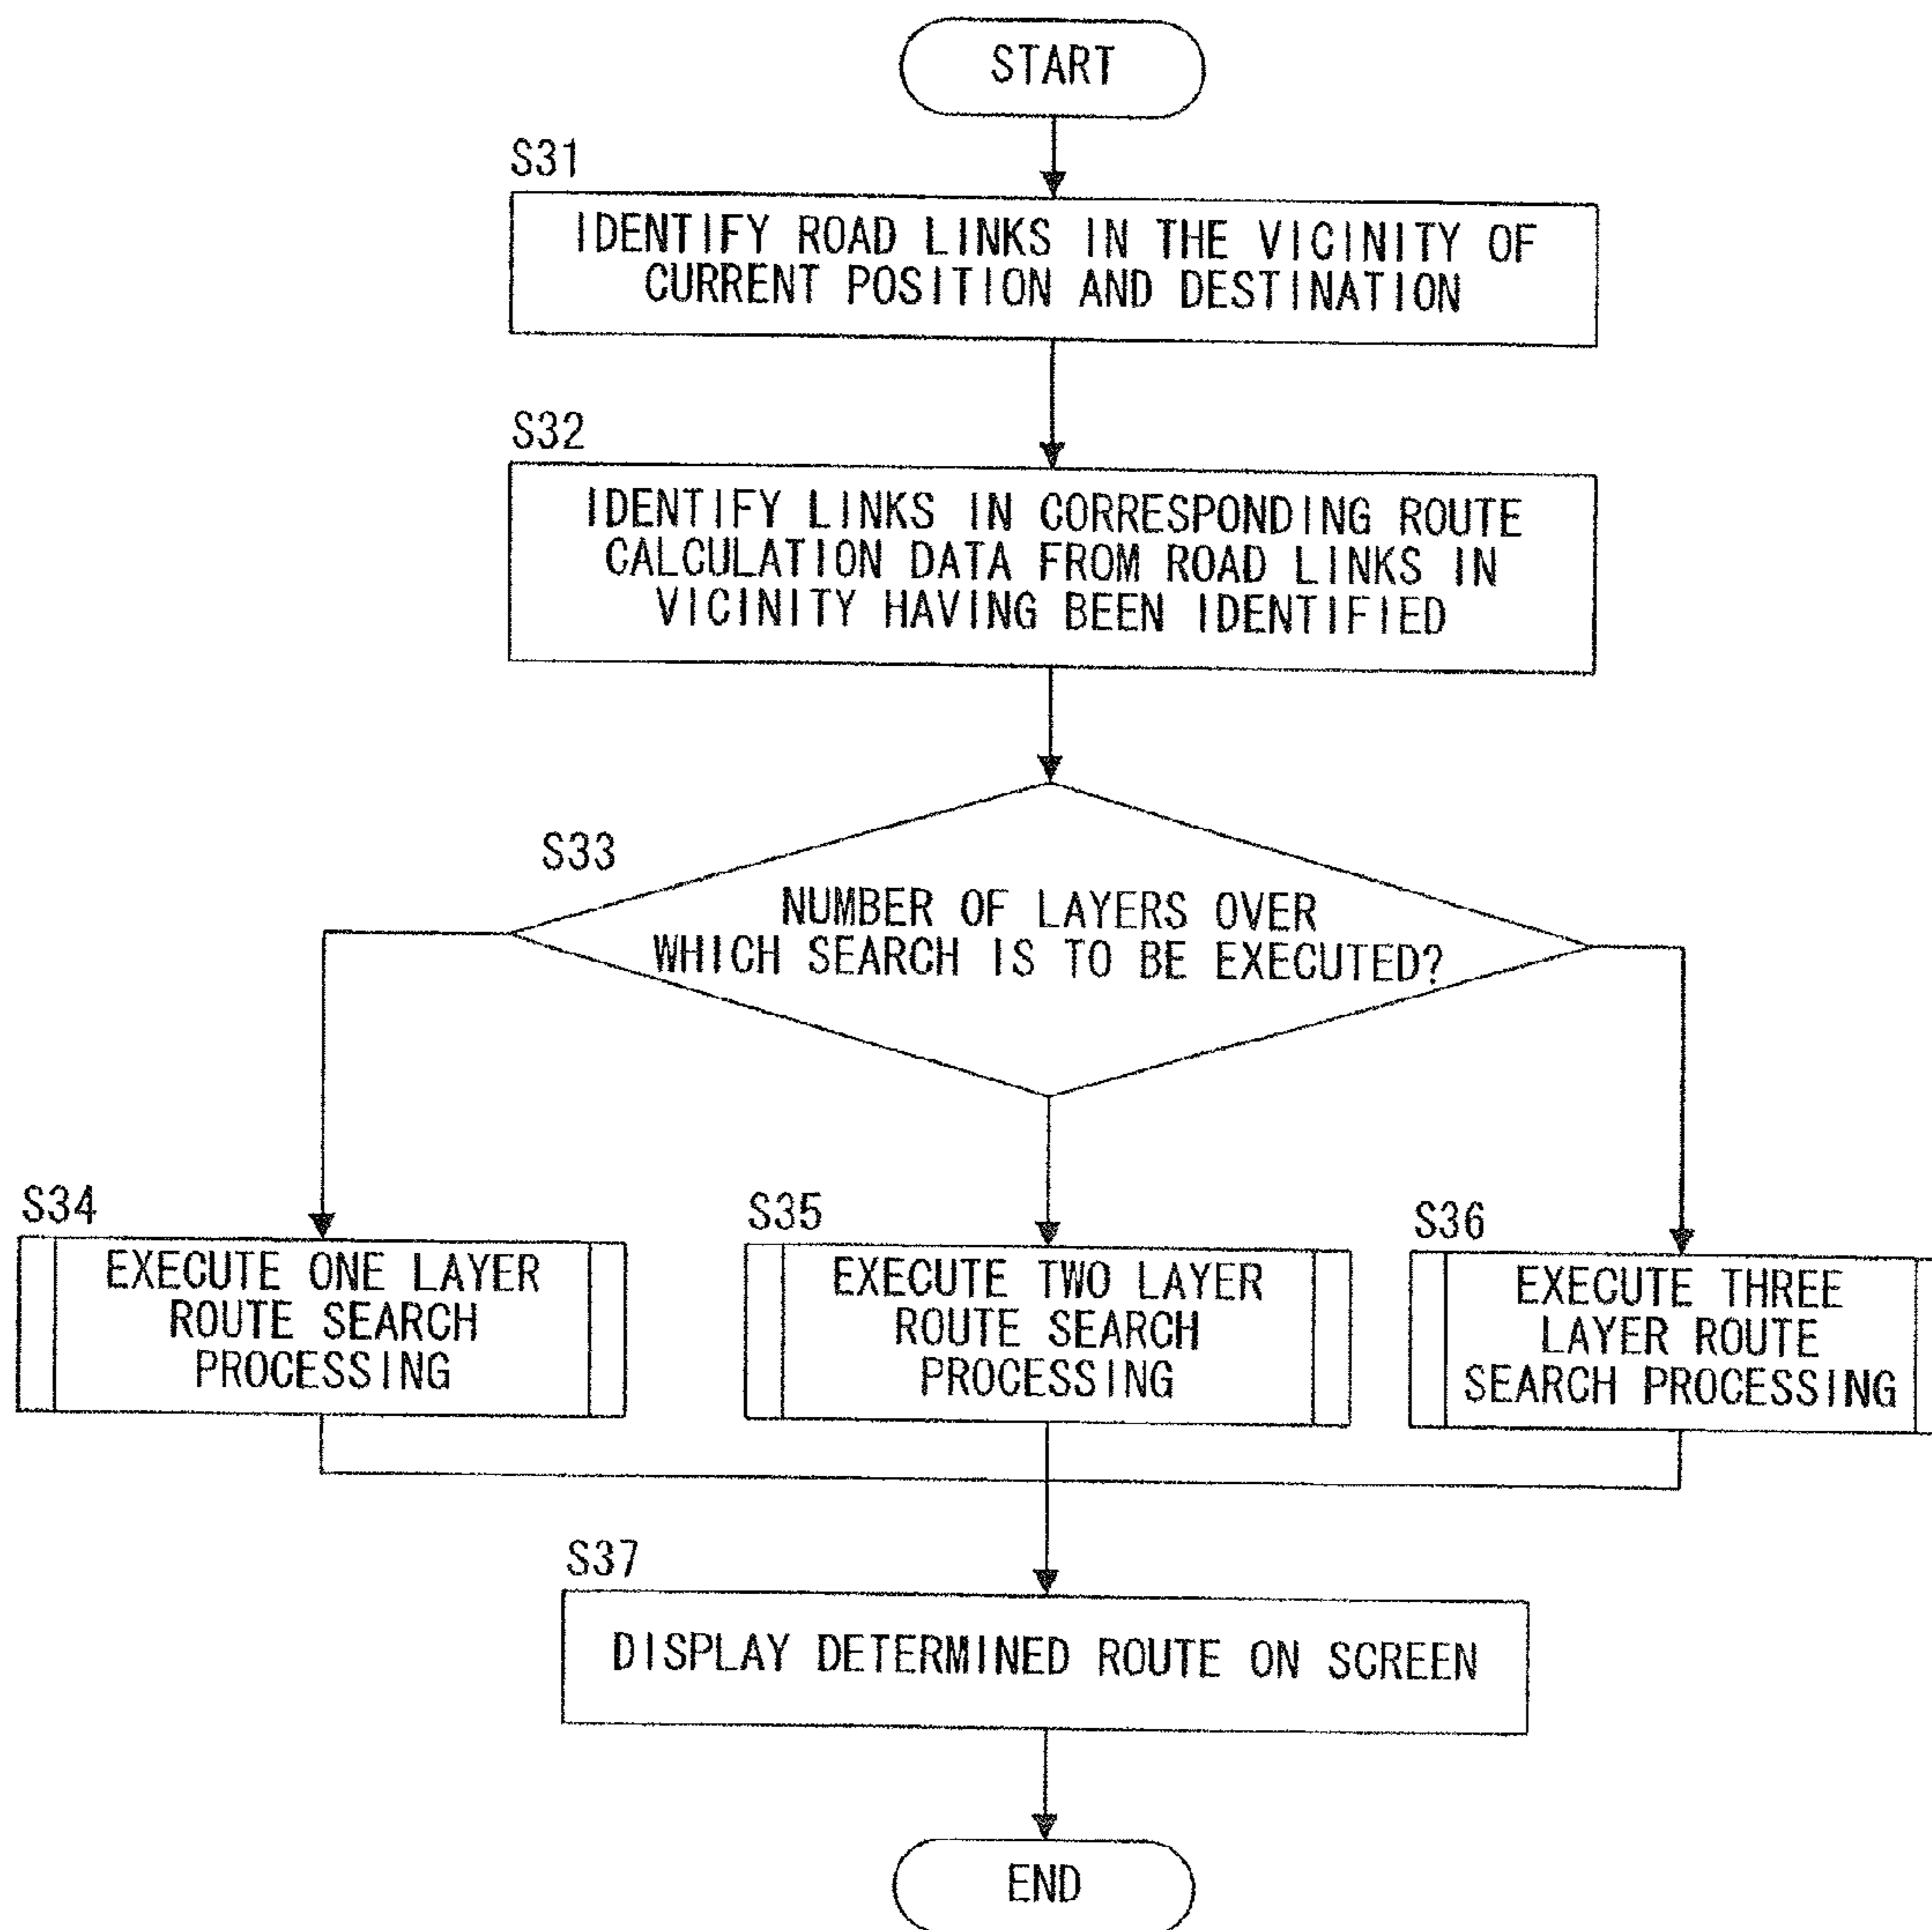 START
S31
IDENTIFY ROAD LINKS IN THE VICINITY OF
CURRENT POSITION AND DESTINATION
S32
IDENTIFY LINKS IN CORRESPONDING ROUTE
CALCULATION DATA FROM ROAD LINKS IN
VICINITY HAVING BEEN IDENTIFIED
S33
NUMBER OF LAYERS OVER
WHICH SEARCH IS TO BE EXECUTED?
S34
EXECUTE ONE LAYER
ROUTE SEARCH
PROCESSING
S35
EXECUTE TWO LAYER
ROUTE SEARCH
PROCESSING
S36
EXECUTE THREE
LAYER ROUTE
SEARCH PROCESSING
S37
DISPLAY DETERMINED ROUTE ON SCREEN
END